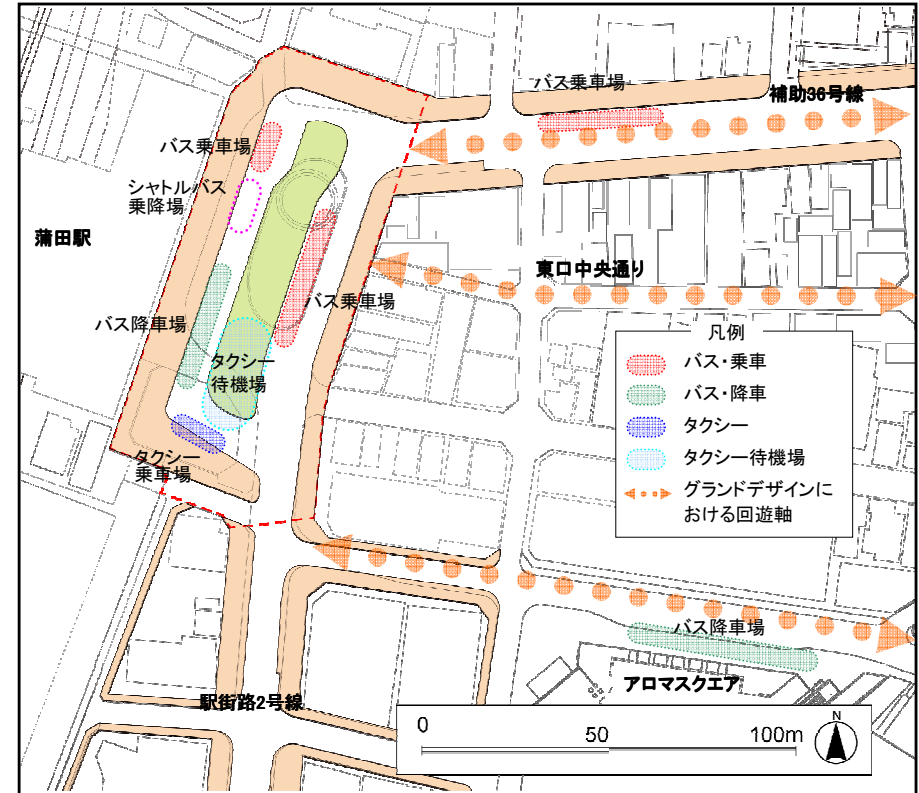 バス乗車場
補助36号線
バス乗車場
シャトルバス
乗降場
蒲田駅
東口中央通り
バス乗車場
バス降車場
タクシー
待機場
凡例
バス・乗車
バス・降車
タクシー
タクシー待機場
グランドデザインに
おける回遊軸
タクシー
乗車場
バス降車場
アロマスクエア
駅街路2号線
0
50
100m
N